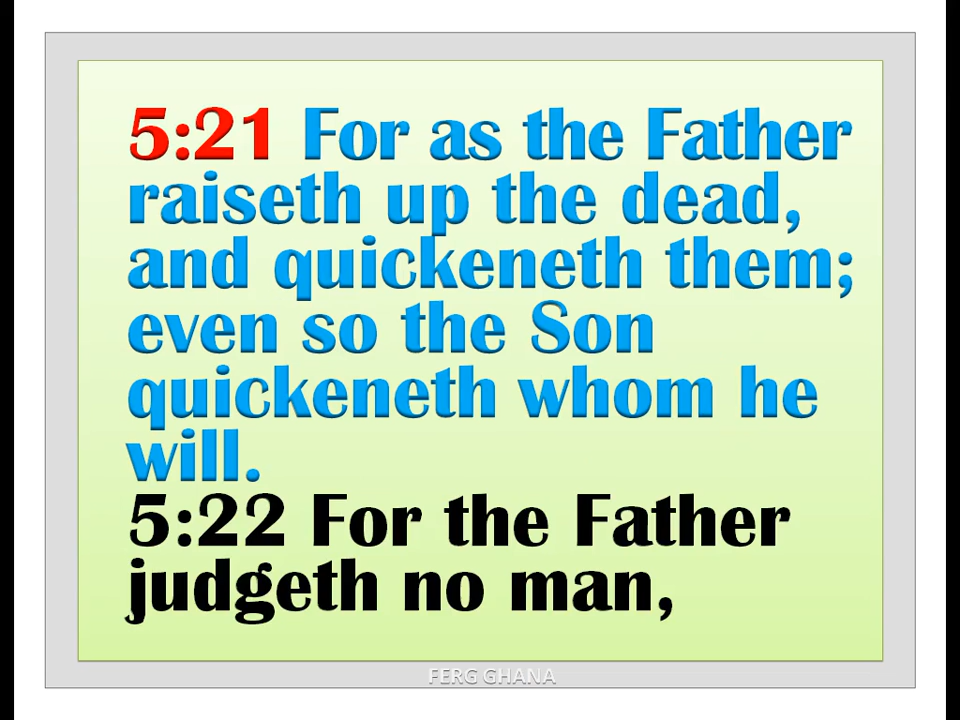 5:21 For as the Father
raiseth up the dead,
and quickeneth them;
even so the Son
quickeneth whom he
will.
5:22 For the Father
judgeth no man,
FERG GHANA